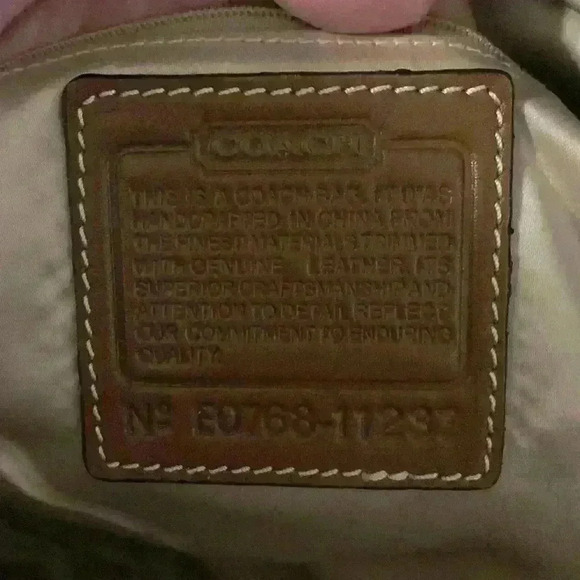 COACH
THIS IS A COACH BAG. IT WAS
HANDCRAFTED IN CHINA FROM
THE FINEST MATERIALS TRIMMED
WITH GENUINE LEATHER. ITS
SUPERIOR CRAFTSMANSHIP AND
ATTENTION TO DETAIL REFLECT
OUR COMMITMENT TO ENDURING
QUALITY.
Nº